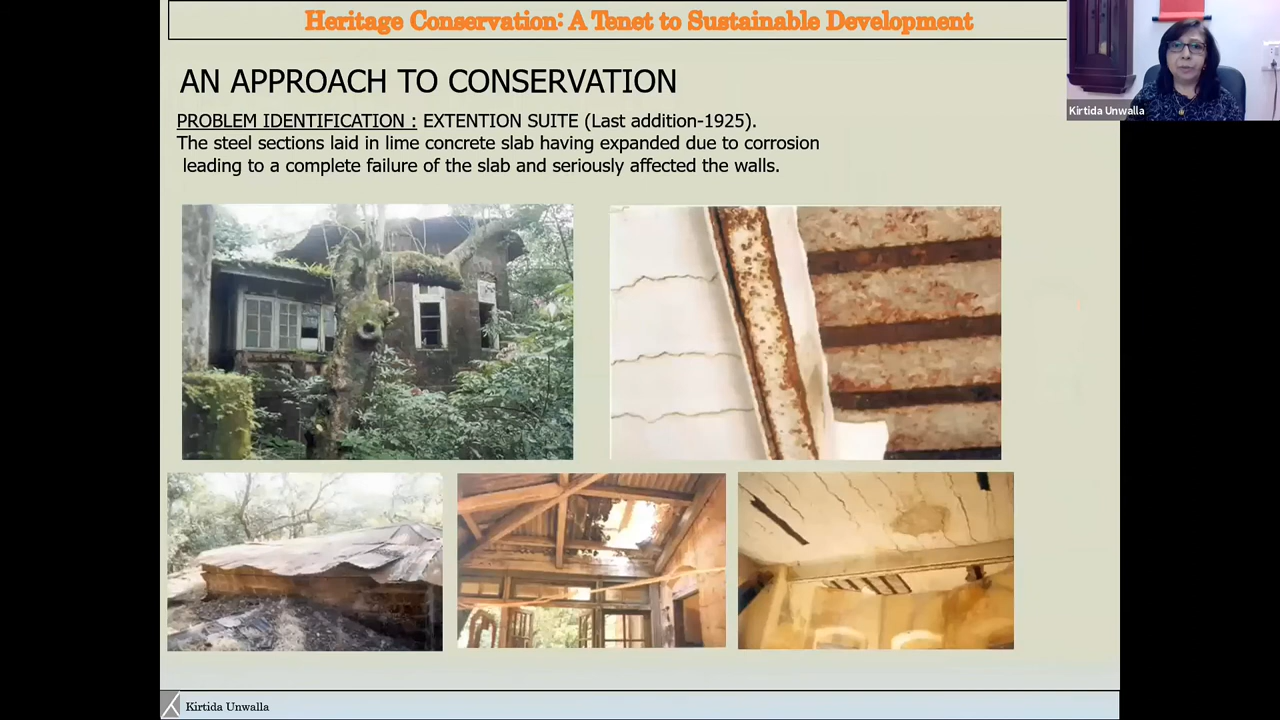 Heritage Conservation: A Tenet to Sustainable Development
Kirtida Unwalla
AN APPROACH TO CONSERVATION
PROBLEM IDENTIFICATION : EXTENTION SUITE (Last addition-1925).
The steel sections laid in lime concrete slab having expanded due to corrosion
leading to a complete failure of the slab and seriously affected the walls.
Kirtida Unwalla